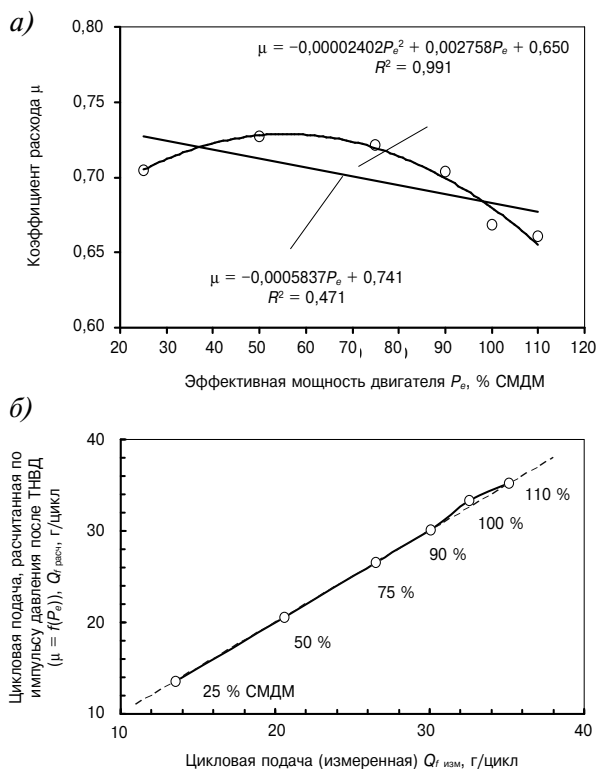 а)
0,80
0,75
0,70
0,65
0,60
Коэффициент расхода μ
μ = −0,00002402Pₑ² + 0,002758Pₑ + 0,650
R² = 0,991
μ = −0,0005837Pₑ + 0,741
R² = 0,471
20 30 40 50 60 70 80 90 100 110 120
Эффективная мощность двигателя Pₑ, % СМДМ
б)
Цикловая подача, расчитанная по
импульсу давления после ТНВД
(μ = f(Pₑ)), Q_f расч, г/цикл
40
30
20
10
110 %
100 %
90 %
75 %
50 %
25 % СМДМ
10 20 30 40
Цикловая подача (измеренная) Q_f изм, г/цикл